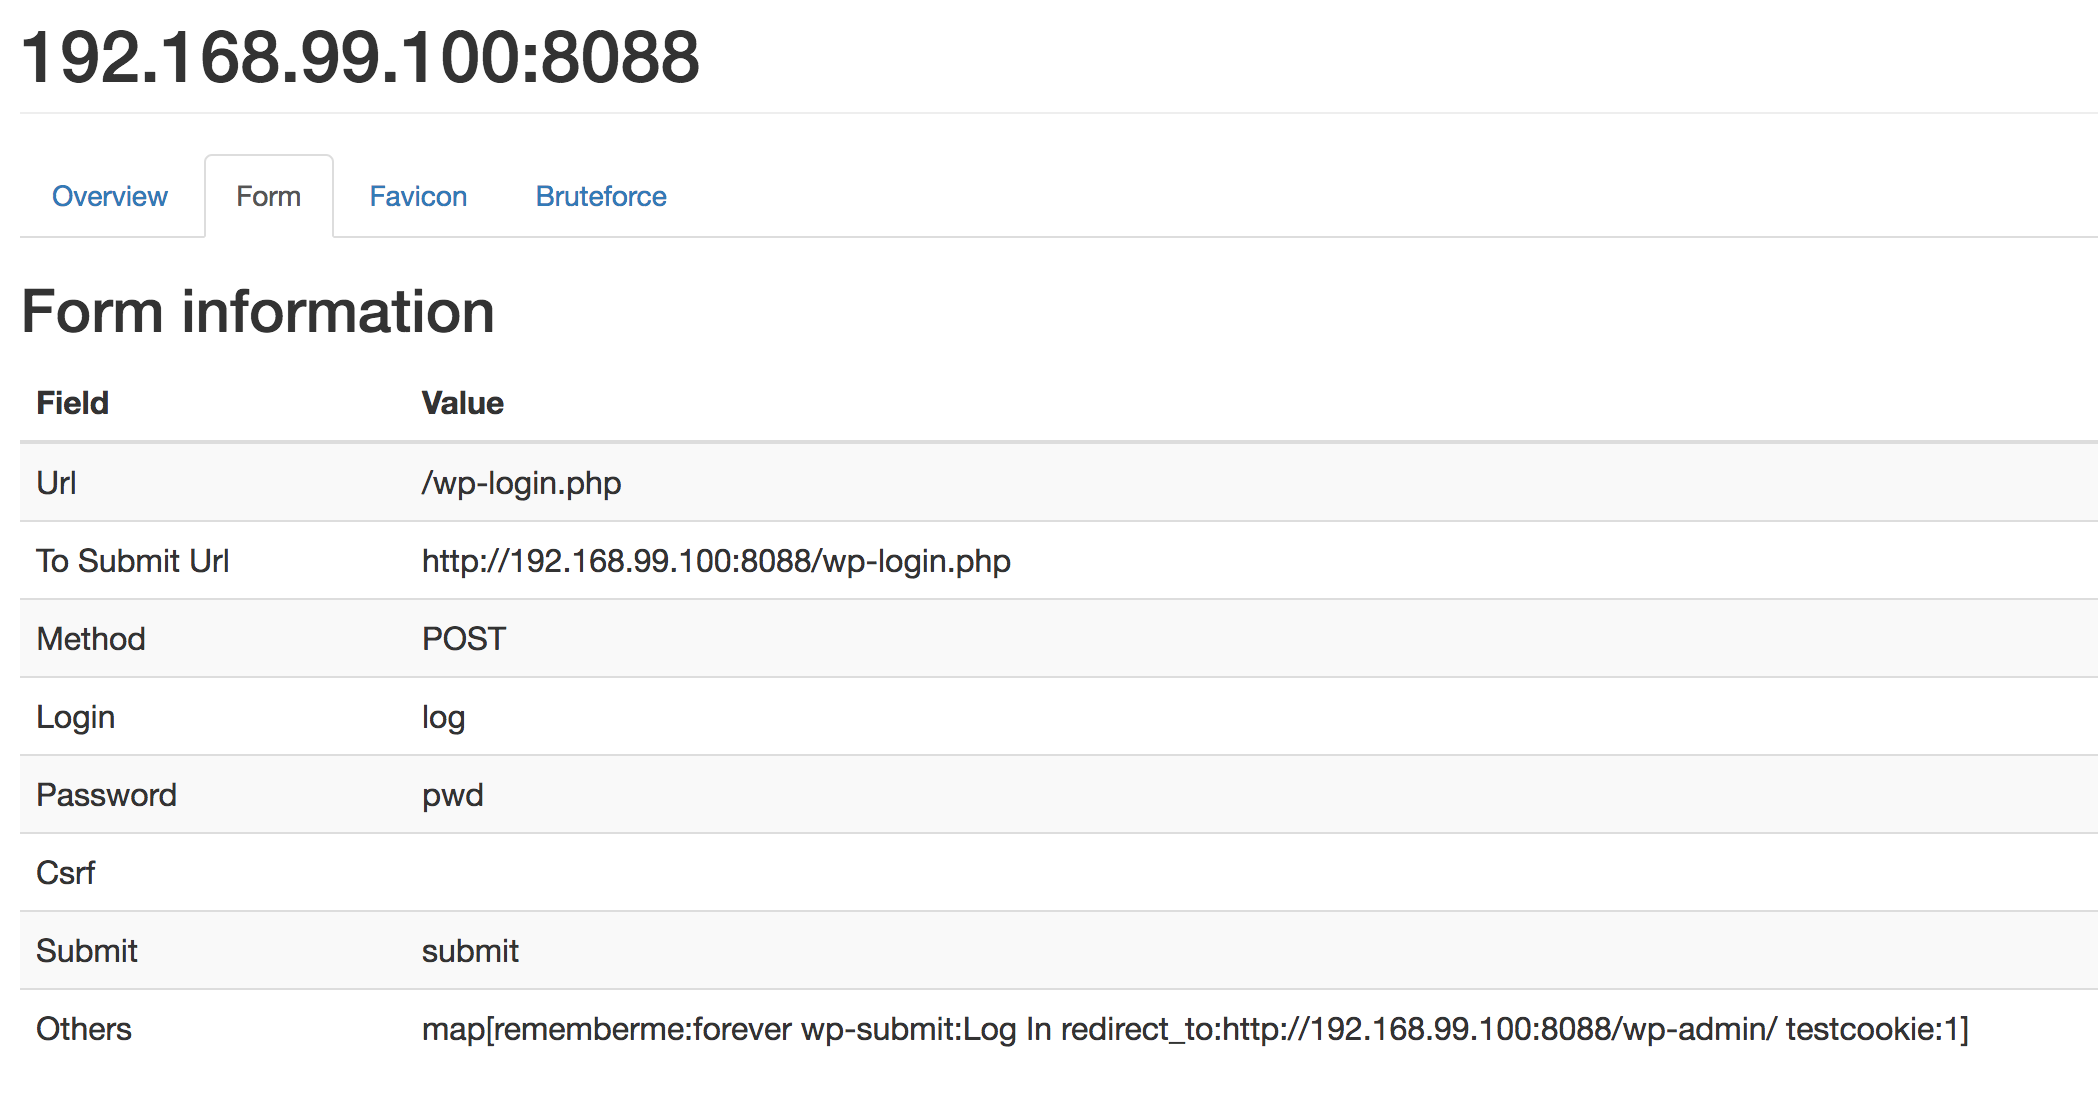 192.168.99.100:8088
Overview Form Favicon Bruteforce
Form information
Field Value
Url /wp-login.php
To Submit Url http://192.168.99.100:8088/wp-login.php
Method POST
Login log
Password pwd
Csrf
Submit submit
Others map[rememberme:forever wp-submit:Log In redirect_to:http://192.168.99.100:8088/wp-admin/ testcookie:1]